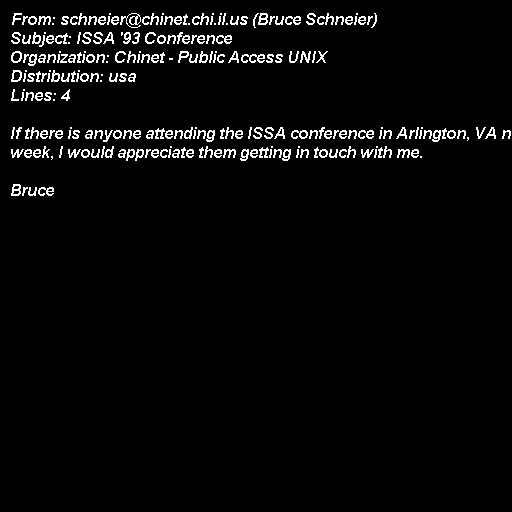 From: schneier@chinet.chi.il.us (Bruce Schneier)
Subject: ISSA '93 Conference
Organization: Chinet - Public Access UNIX
Distribution: usa
Lines: 4

If there is anyone attending the ISSA conference in Arlington, VA n
week, I would appreciate them getting in touch with me.

Bruce